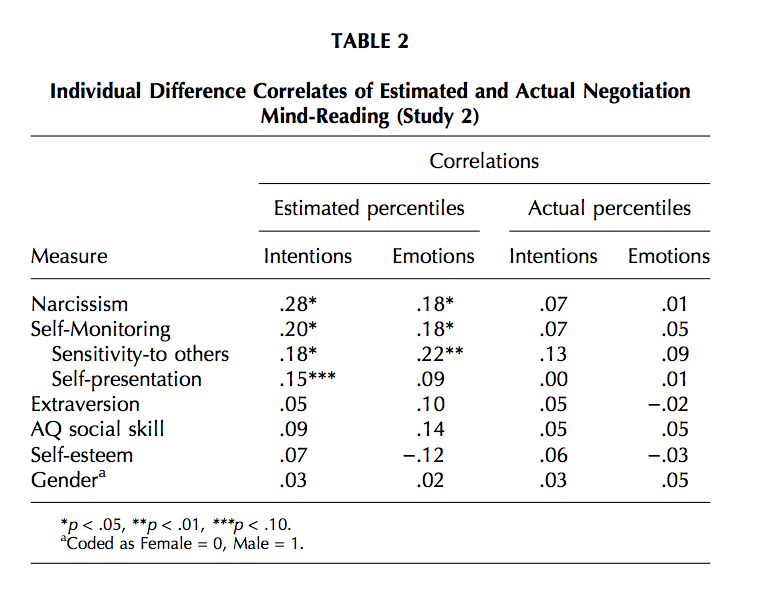 TABLE 2
Individual Difference Correlates of Estimated and Actual Negotiation
Mind-Reading (Study 2)
Correlations
Estimated percentiles Actual percentiles
Measure Intentions Emotions Intentions Emotions
Narcissism .28* .18* .07 .01
Self-Monitoring .20* .18* .07 .05
Sensitivity-to others .18* .22** .13 .09
Self-presentation .15*** .09 .00 .01
Extraversion .05 .10 .05 −.02
AQ social skill .09 .14 .05 .05
Self-esteem .07 −.12 .06 −.03
Genderᵃ .03 .02 .03 .05
*p < .05, **p < .01, ***p < .10.
ᵃCoded as Female = 0, Male = 1.